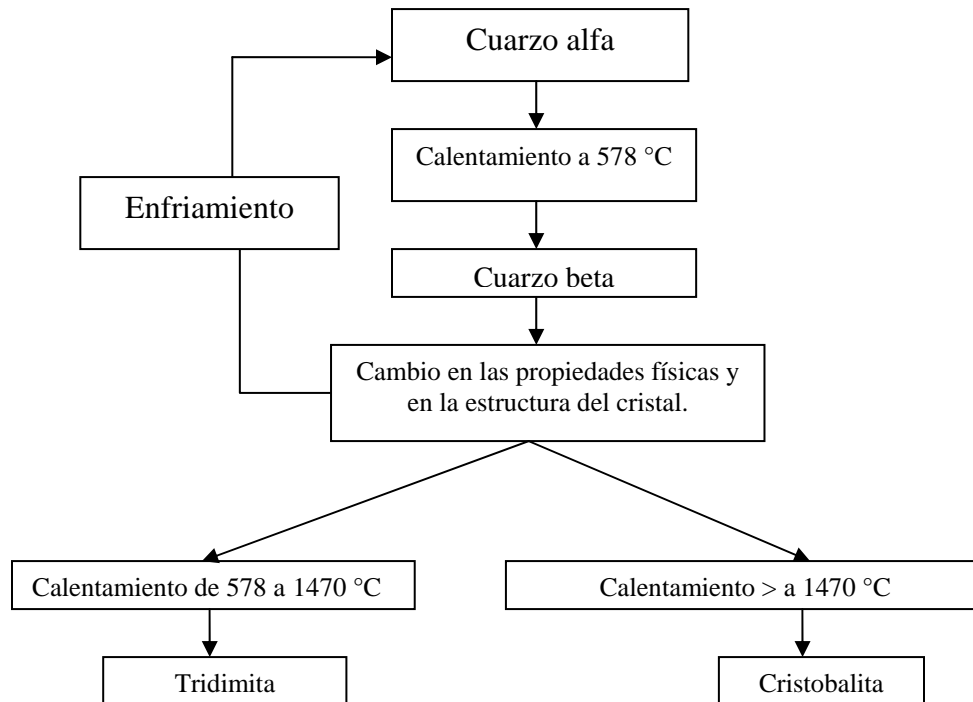 Cuarzo alfa
Calentamiento a 578 °C
Enfriamiento
Cuarzo beta
Cambio en las propiedades físicas y
en la estructura del cristal.
Calentamiento de 578 a 1470 °C
Calentamiento > a 1470 °C
Tridimita
Cristobalita